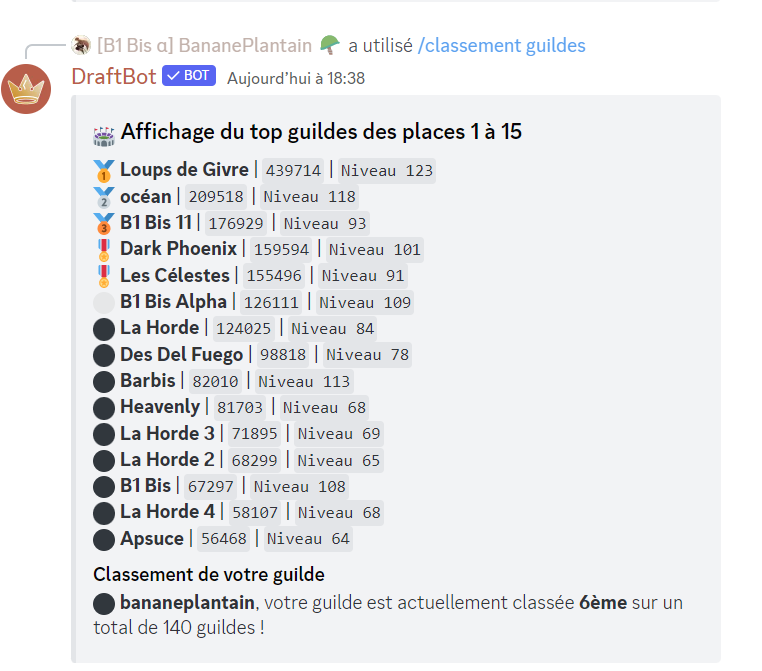 [B1 Bis α] BananePlantain a utilisé /classement guildes
DraftBot BOT Aujourd’hui à 18:38
Affichage du top guildes des places 1 à 15
1 Loups de Givre | 439714 | Niveau 123
2 océan | 209518 | Niveau 118
3 B1 Bis 11 | 176929 | Niveau 93
Dark Phoenix | 159594 | Niveau 101
Les Célestes | 155496 | Niveau 91
B1 Bis Alpha | 126111 | Niveau 109
La Horde | 124025 | Niveau 84
Des Del Fuego | 98818 | Niveau 78
Barbis | 82010 | Niveau 113
Heavenly | 81703 | Niveau 68
La Horde 3 | 71895 | Niveau 69
La Horde 2 | 68299 | Niveau 65
B1 Bis | 67297 | Niveau 108
La Horde 4 | 58107 | Niveau 68
Apsuce | 56468 | Niveau 64
Classement de votre guilde
bananeplantain, votre guilde est actuellement classée 6ème sur un
total de 140 guildes !